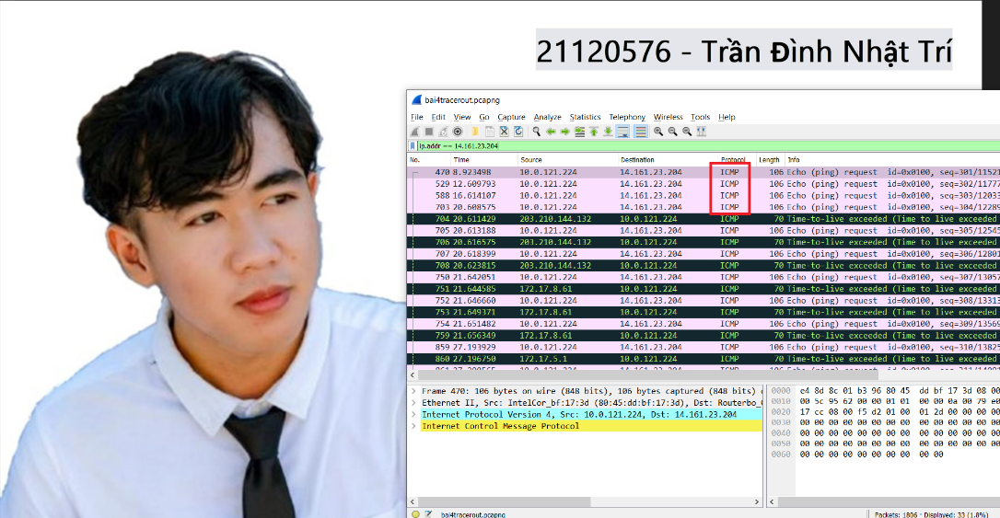 21120576 - Trần Đình Nhật Trí
bai4tracerout.pcapng
File Edit View Go Capture Analyze Statistics Telephony Wireless Tools Help
ip.addr == 14.161.23.204
No. Time Source Destination Protocol Length Info
470 8.923498 10.0.121.224 14.161.23.204 ICMP 106 Echo (ping) request id=0x0100, seq=301/11521
529 12.609793 10.0.121.224 14.161.23.204 ICMP 106 Echo (ping) request id=0x0100, seq=302/11777
588 16.614107 10.0.121.224 14.161.23.204 ICMP 106 Echo (ping) request id=0x0100, seq=303/12033
703 20.608575 10.0.121.224 14.161.23.204 ICMP 106 Echo (ping) request id=0x0100, seq=304/12289
704 20.611429 203.210.144.132 10.0.121.224 ICMP 70 Time-to-live exceeded (Time to live exceeded
705 20.613188 10.0.121.224 14.161.23.204 ICMP 106 Echo (ping) request id=0x0100, seq=305/12545
706 20.616575 203.210.144.132 10.0.121.224 ICMP 70 Time-to-live exceeded (Time to live exceeded
707 20.618399 10.0.121.224 14.161.23.204 ICMP 106 Echo (ping) request id=0x0100, seq=306/12801
708 20.623815 203.210.144.132 10.0.121.224 ICMP 70 Time-to-live exceeded (Time to live exceeded
750 21.642051 10.0.121.224 14.161.23.204 ICMP 106 Echo (ping) request id=0x0100, seq=307/13057
751 21.644585 172.17.8.61 10.0.121.224 ICMP 70 Time-to-live exceeded (Time to live exceeded
752 21.646660 10.0.121.224 14.161.23.204 ICMP 106 Echo (ping) request id=0x0100, seq=308/13313
753 21.649371 172.17.8.61 10.0.121.224 ICMP 70 Time-to-live exceeded (Time to live exceeded
754 21.651482 10.0.121.224 14.161.23.204 ICMP 106 Echo (ping) request id=0x0100, seq=309/13569
759 21.656349 172.17.8.61 10.0.121.224 ICMP 70 Time-to-live exceeded (Time to live exceeded
859 27.193929 10.0.121.224 14.161.23.204 ICMP 106 Echo (ping) request id=0x0100, seq=310/13825
860 27.196750 172.17.5.1 10.0.121.224 ICMP 70 Time-to-live exceeded (Time to live exceeded
Frame 470: 106 bytes on wire (848 bits), 106 bytes captured (848 bits)
Ethernet II, Src: IntelCor_bf:17:3d (80:45:dd:bf:17:3d), Dst: Routerbo_
Internet Protocol Version 4, Src: 10.0.121.224, Dst: 14.161.23.204
Internet Control Message Protocol
0000 e4 8d 8c 01 b3 96 80 45 dd bf 17 3d 08 00
0010 00 5c 95 62 00 00 01 01 00 00 0a 00 79 e0
0020 17 cc 08 00 f5 d2 01 00 01 2d 00 00 00 00
0030 00 00 00 00 00 00 00 00 00 00 00 00 00 00
0040 00 00 00 00 00 00 00 00 00 00 00 00 00 00
0050 00 00 00 00 00 00 00 00 00 00 00 00 00 00
0060 00 00 00 00 00 00 00 00 00 00
bai4tracerout.pcapng
Packets: 1806 · Displayed: 33 (1.8%)